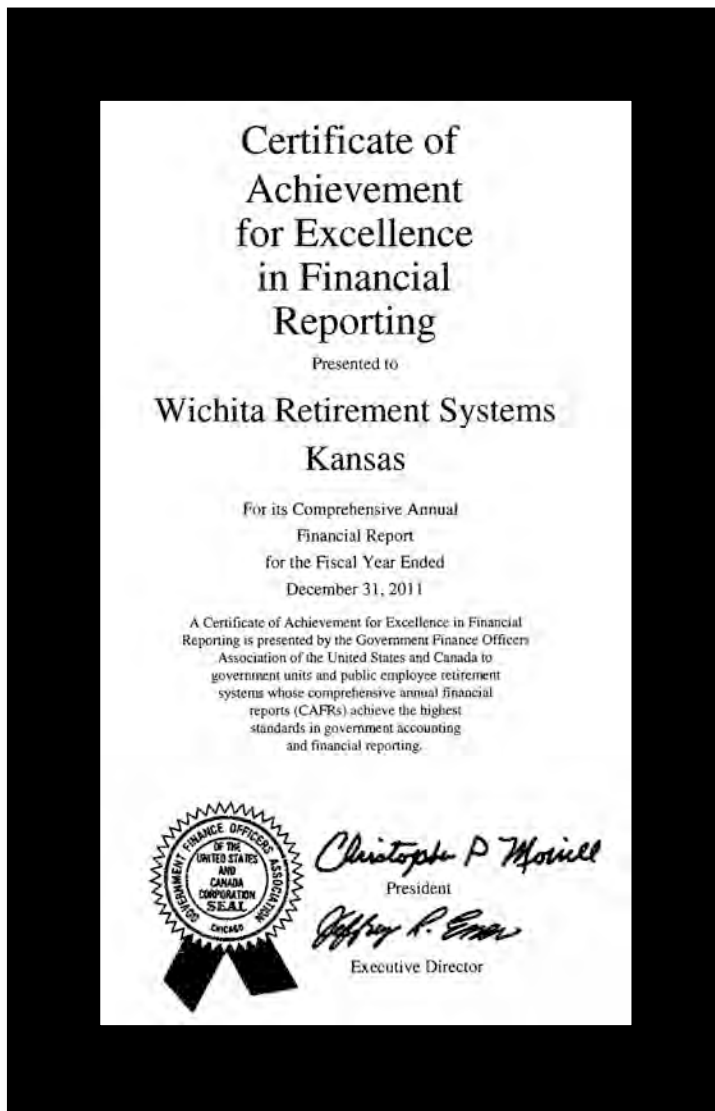 Certificate of
Achievement
for Excellence
in Financial
Reporting
Presented to
Wichita Retirement Systems
Kansas
For its Comprehensive Annual
Financial Report
for the Fiscal Year Ended
December 31, 2011
A Certificate of Achievement for Excellence in Financial
Reporting is presented by the Government Finance Officers
Association of the United States and Canada to
government units and public employee retirement
systems whose comprehensive annual financial
reports (CAFRs) achieve the highest
standards in government accounting
and financial reporting.
GOVERNMENT FINANCE OFFICERS ASSOCIATION
OF THE
UNITED STATES
AND
CANADA
CORPORATION
SEAL
CHICAGO
Christopher P Morrill
President
Jeffrey R.
Executive Director